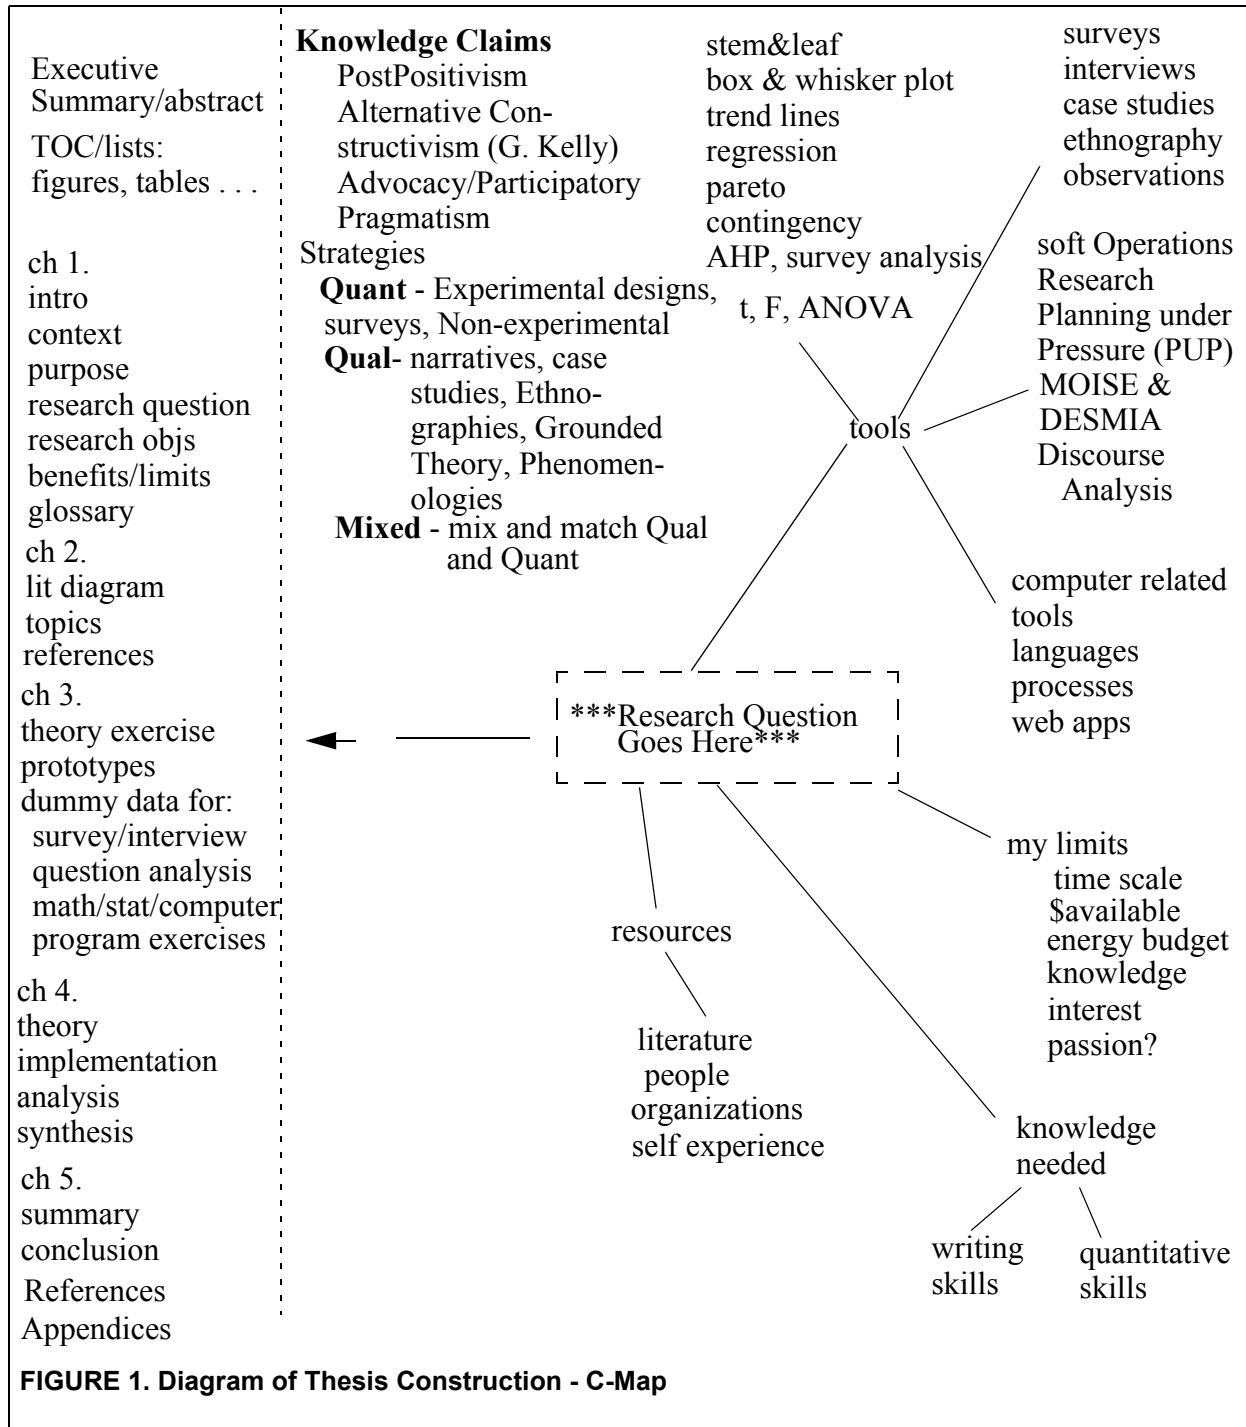 Executive
Summary/abstract
TOC/lists:
figures, tables . . .
ch 1.
intro
context
purpose
research question
research objs
benefits/limits
glossary
ch 2.
lit diagram
topics
references
ch 3.
theory exercise
prototypes
dummy data for:
survey/interview
question analysis
math/stat/computer
program exercises
ch 4.
theory
implementation
analysis
synthesis
ch 5.
summary
conclusion
References
Appendices
Knowledge Claims
PostPositivism
Alternative Con-
structivism (G. Kelly)
Advocacy/Participatory
Pragmatism
Strategies
Quant - Experimental designs,
surveys, Non-experimental
Qual- narratives, case
studies, Ethno-
graphies, Grounded
Theory, Phenomen-
ologies
Mixed - mix and match Qual
and Quant
stem&leaf
box & whisker plot
trend lines
regression
pareto
contingency
AHP, survey analysis
t, F, ANOVA
surveys
interviews
case studies
ethnography
observations
soft Operations
Research
Planning under
Pressure (PUP)
MOISE &
DESMIA
Discourse
Analysis
tools
computer related
tools
languages
processes
web apps
***Research Question
Goes Here***
my limits
time scale
$available
energy budget
knowledge
interest
passion?
resources
literature
people
organizations
self experience
knowledge
needed
writing
skills
quantitative
skills
FIGURE 1. Diagram of Thesis Construction - C-Map